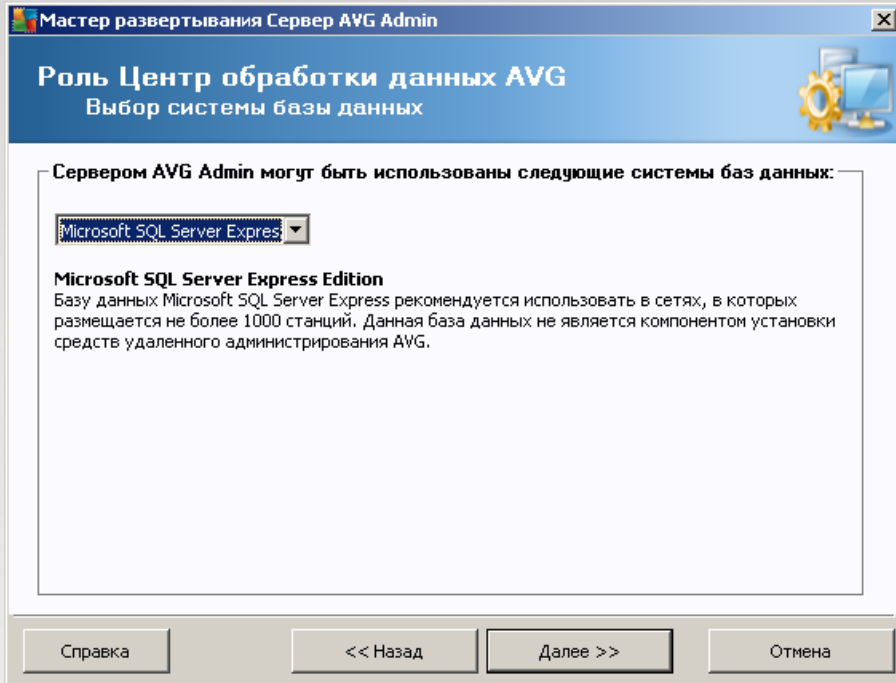 Мастер развертывания Сервер AVG Admin
Роль Центр обработки данных AVG
Выбор системы базы данных
Сервером AVG Admin могут быть использованы следующие системы баз данных:
Microsoft SQL Server Expres
Microsoft SQL Server Express Edition
Базу данных Microsoft SQL Server Express рекомендуется использовать в сетях, в которых
размещается не более 1000 станций. Данная база данных не является компонентом установки
средств удаленного администрирования AVG.
Справка
<< Назад
Далее >>
Отмена